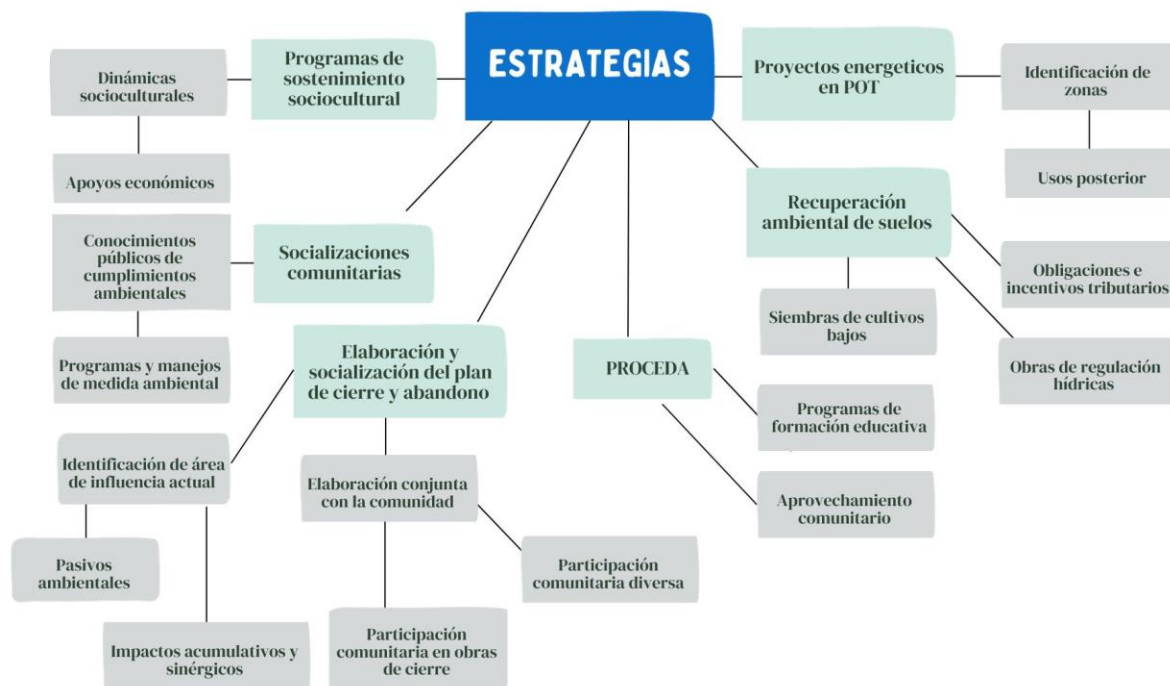 ESTRATEGIAS
Programas de
sostenimiento
sociocultural
Dinámicas
socioculturales
Apoyos económicos
Proyectos energeticos
en POT
Identificación de
zonas
Usos posterior
Recuperación
ambiental de suelos
Obligaciones e
incentivos tributarios
Siembras de cultivos
bajos
Obras de regulación
hídricas
Socializaciones
comunitarias
Conocimientos
públicos de
cumplimientos
ambientales
Programas y manejos
de medida ambiental
Elaboración y
socialización del plan
de cierre y abandono
Identificación de área
de influencia actual
Pasivos
ambientales
Impactos acumulativos y
sinérgicos
Elaboración conjunta
con la comunidad
Participación
comunitaria diversa
Participación
comunitaria en obras
de cierre
PROCEDA
Programas de
formación educativa
Aprovechamiento
comunitario